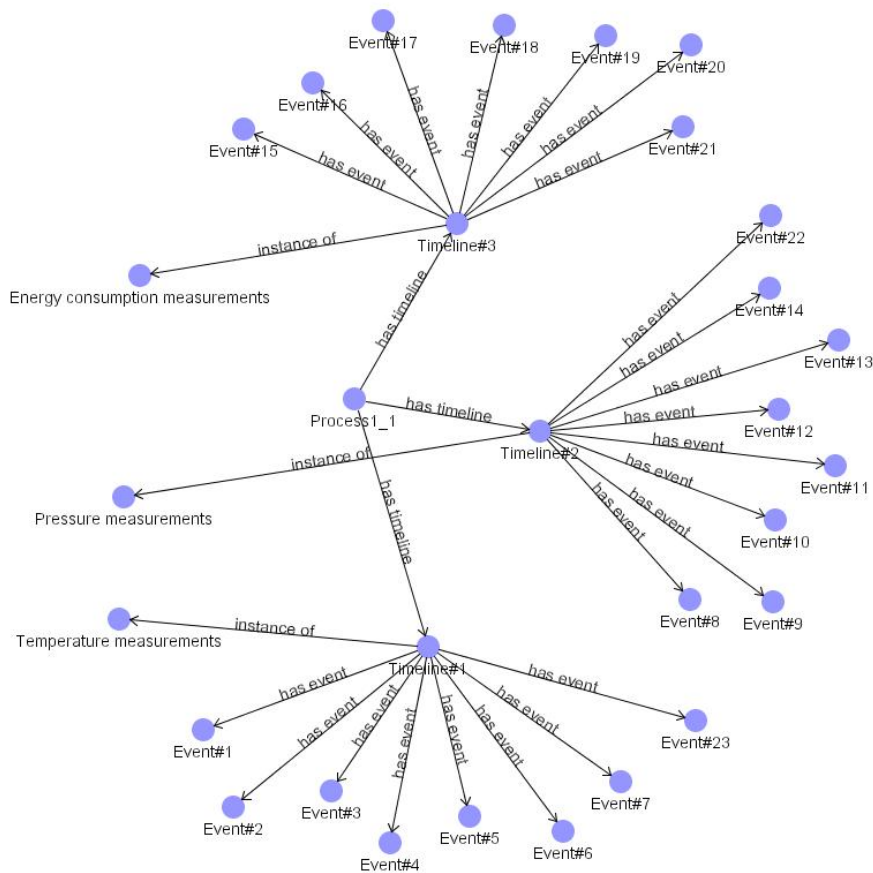 Event#17
Event#18
Event#19
Event#20
Event#16
Event#15
Event#21
has event
has event
has event
has event
has event
has event
has event
Timeline#3
instance of
Energy consumption measurements
has timeline
Event#22
Event#14
Event#13
Event#12
Event#11
Event#10
Event#9
Event#8
has event
has event
has event
has event
has event
has event
has event
has event
Process1_1
has timeline
Timeline#2
instance of
Pressure measurements
has timeline
Temperature measurements
instance of
Timeline#1
has event
has event
has event
has event
has event
has event
has event
has event
Event#1
Event#2
Event#3
Event#4
Event#5
Event#6
Event#7
Event#23